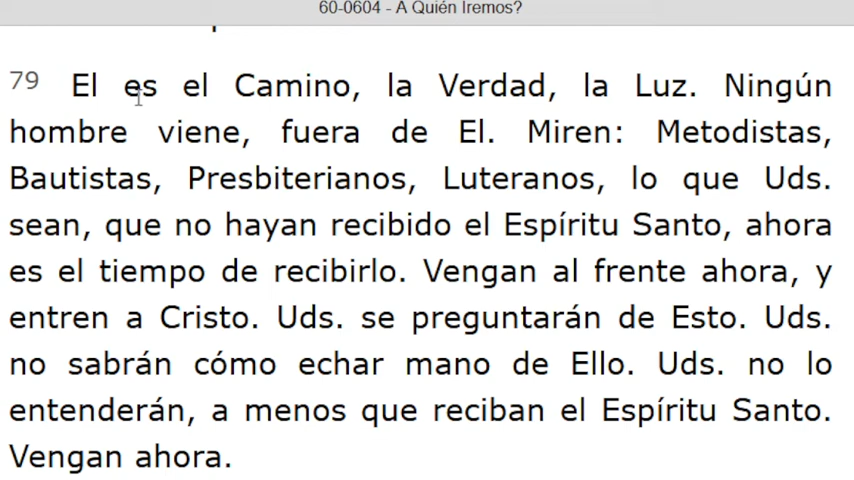 60-0604 - A Quién Iremos?
79 El es el Camino, la Verdad, la Luz. Ningún
hombre viene, fuera de El. Miren: Metodistas,
Bautistas, Presbiterianos, Luteranos, lo que Uds.
sean, que no hayan recibido el Espíritu Santo, ahora
es el tiempo de recibirlo. Vengan al frente ahora, y
entren a Cristo. Uds. se preguntarán de Esto. Uds.
no sabrán cómo echar mano de Ello. Uds. no lo
entenderán, a menos que reciban el Espíritu Santo.
Vengan ahora.